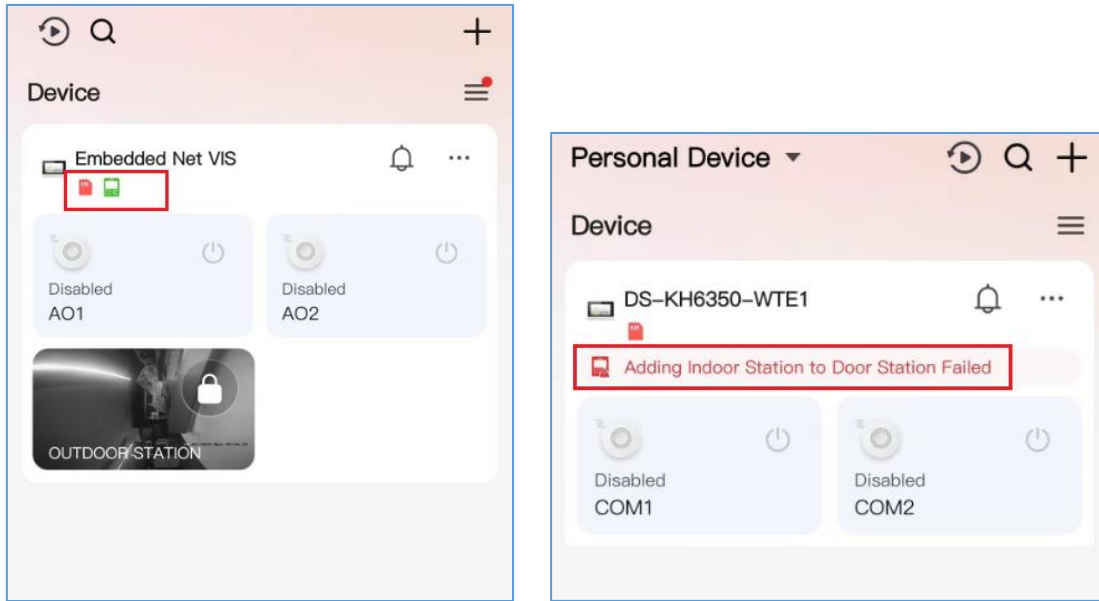 Device
Embedded Net VIS
Disabled
AO1
Disabled
AO2
OUTDOOR STATION
Personal Device
Device
DS-KH6350-WTE1
Adding Indoor Station to Door Station Failed
Disabled
COM1
Disabled
COM2